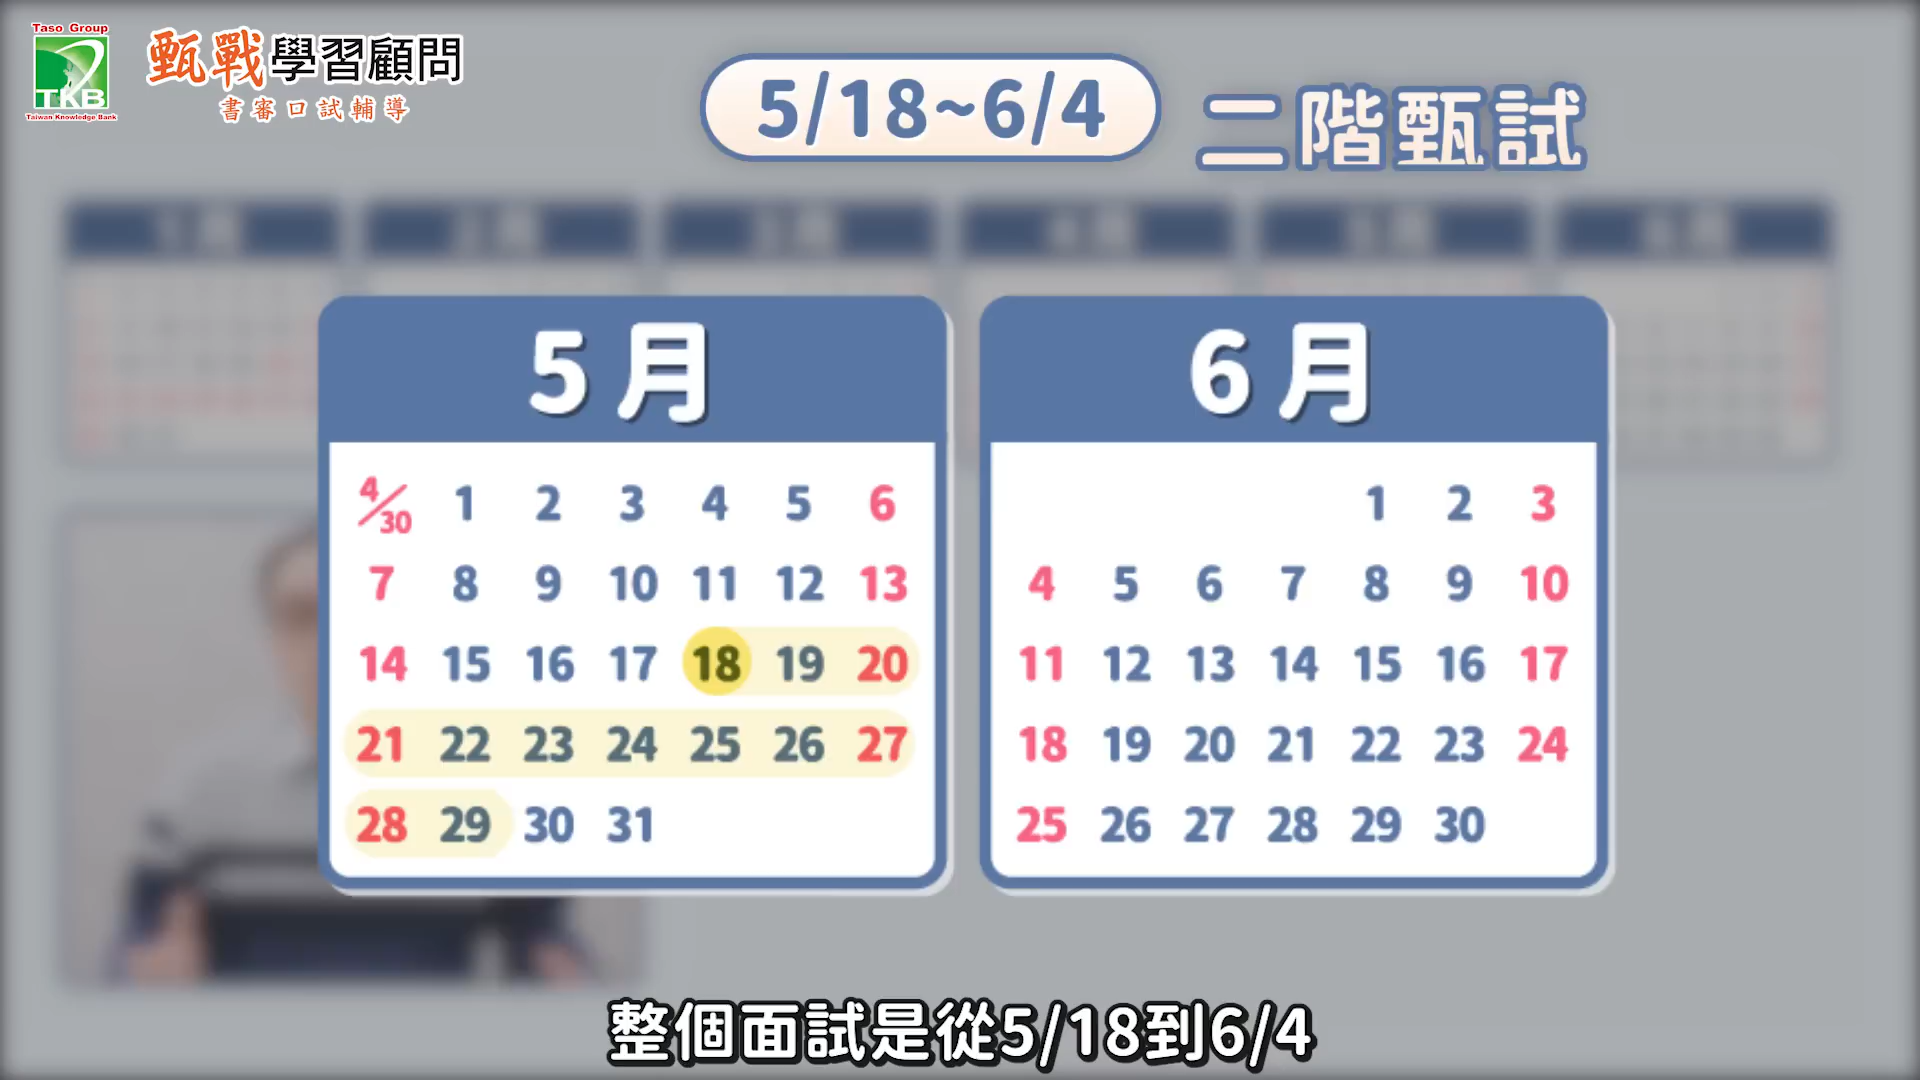 Taso Group
TKB
Taiwan Knowledge Bank
甄戰學習顧問
書審口試輔導
5/18~6/4
二階甄試
5月
4/30 1 2 3 4 5 6
7 8 9 10 11 12 13
14 15 16 17 18 19 20
21 22 23 24 25 26 27
28 29 30 31
6月
1 2 3
4 5 6 7 8 9 10
11 12 13 14 15 16 17
18 19 20 21 22 23 24
25 26 27 28 29 30
整個面試是從5/18到6/4